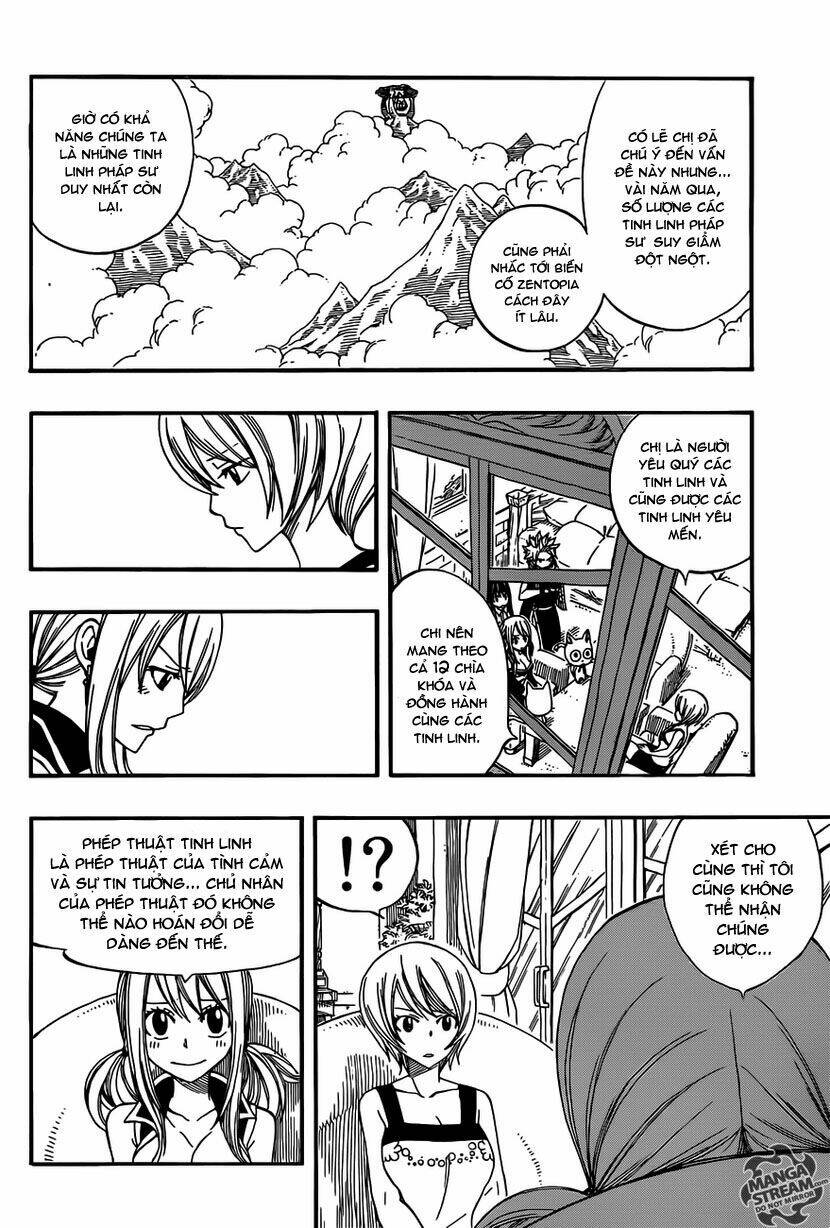 CÓ LẼ CHỊ ĐÃ
CHÚ Ý ĐẾN VẤN
ĐỀ NÀY NHƯNG...
VÀI NĂM QUA,
SỐ LƯỢNG CÁC
TINH LINH PHÁP
SƯ SUY GIẢM
ĐỘT NGỘT.
CŨNG PHẢI
NHẮC TỚI BIẾN
CỐ ZENTOPIA
CÁCH ĐÂY
ÍT LÂU.
GIỜ CÓ KHẢ
NĂNG CHÚNG TA
LÀ NHỮNG TINH
LINH PHÁP SƯ
DUY NHẤT CÒN
LẠI.
CHỊ LÀ NGƯỜI
YÊU QUÝ CÁC
TINH LINH VÀ
CŨNG ĐƯỢC CÁC
TINH LINH YÊU
MẾN.
CHI NÊN
MANG THEO
CẢ 12 CHÌA
KHÓA VÀ
ĐỒNG HÀNH
CÙNG CÁC
TINH LINH.
XÉT CHO
CÙNG THÌ TÔI
CŨNG KHÔNG
THỂ NHẬN
CHÚNG
ĐƯỢC...
!?
PHÉP THUẬT TINH LINH
LÀ PHÉP THUẬT CỦA TÌNH CẢM
VÀ SỰ TIN TƯỞNG... CHỦ NHÂN
CỦA PHÉP THUẬT ĐÓ KHÔNG
THỂ NÀO HOÁN ĐỔI DỄ
DÀNG ĐẾN THẾ.
MANGA
STREAM.COM
DO NOT MIRROR